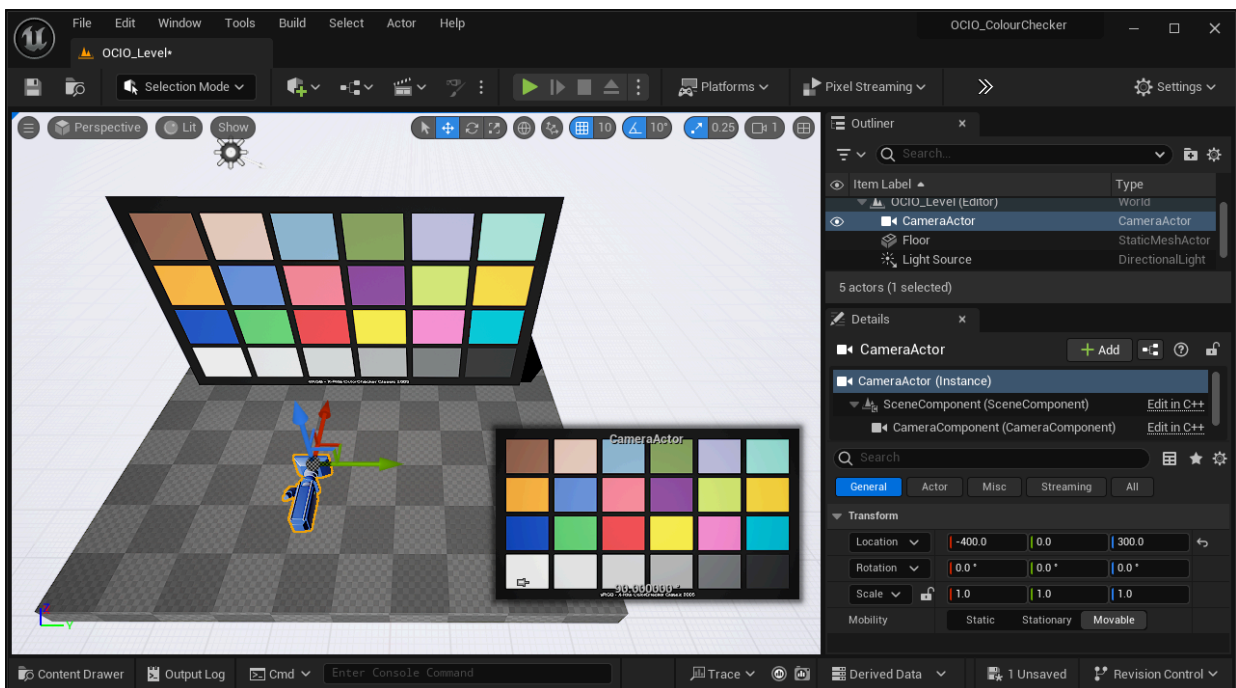 File Edit Window Tools Build Select Actor Help OCIO_ColourChecker
OCIO_Level*
Selection Mode Platforms Pixel Streaming Settings
Perspective Lit Show 10 10° 0.25 1
Outliner
Search...
Item Label Type
OCIO_Level (Editor) World
CameraActor CameraActor
Floor StaticMeshActor
Light Source DirectionalLight
5 actors (1 selected)
Details
CameraActor Add
CameraActor (Instance)
SceneComponent (SceneComponent) Edit in C++
CameraComponent (CameraComponent) Edit in C++
Search
General Actor Misc Streaming All
Transform
Location -400.0 0.0 300.0
Rotation 0.0 ° 0.0 ° 0.0 °
Scale 1.0 1.0 1.0
Mobility Static Stationary Movable
CameraActor
Z
Y
Content Drawer Output Log Cmd Enter Console Command Trace Derived Data 1 Unsaved Revision Control